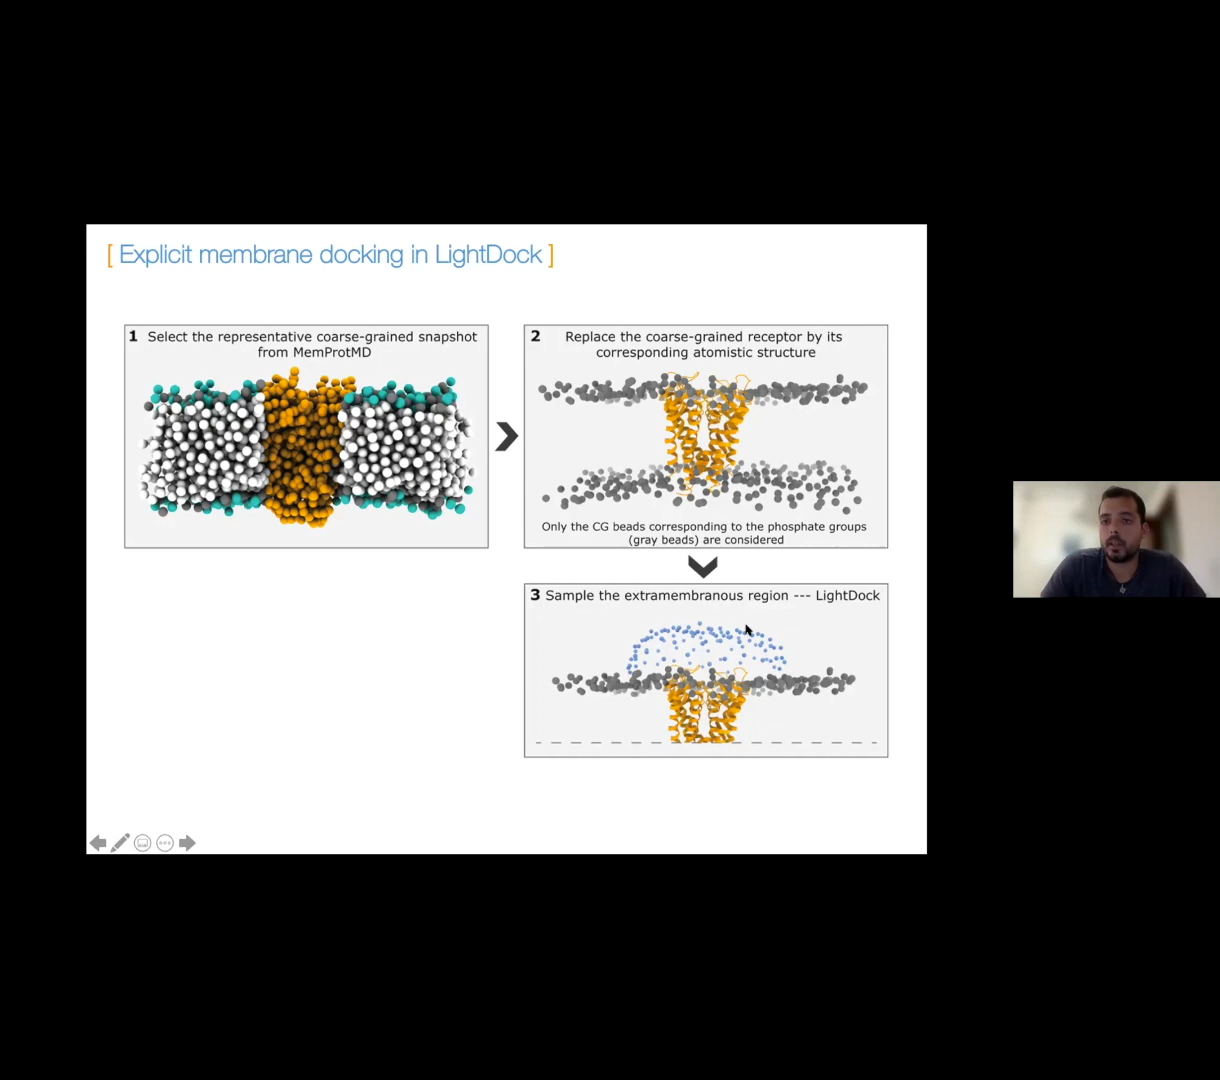 [ Explicit membrane docking in LightDock ]
1 Select the representative coarse-grained snapshot
from MemProtMD
2 Replace the coarse-grained receptor by its
corresponding atomistic structure
Only the CG beads corresponding to the phosphate groups
(gray beads) are considered
3 Sample the extramembranous region --- LightDock